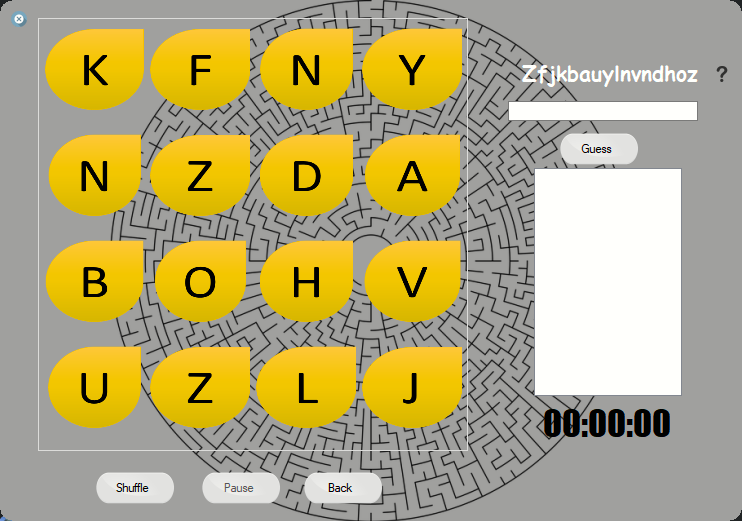 K F N Y
Zfjkbauylnvndhoz ?
Guess
N Z D A
B O H V
U Z L J
00:00:00
Shuffle Pause Back